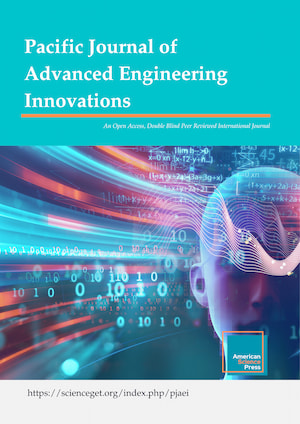 Pacific Journal of
Advanced Engineering
Innovations
An Open Access, Double Blind Peer Reviewed International Journal
American
Science
Press
https://scienceget.org/index.php/pjaei